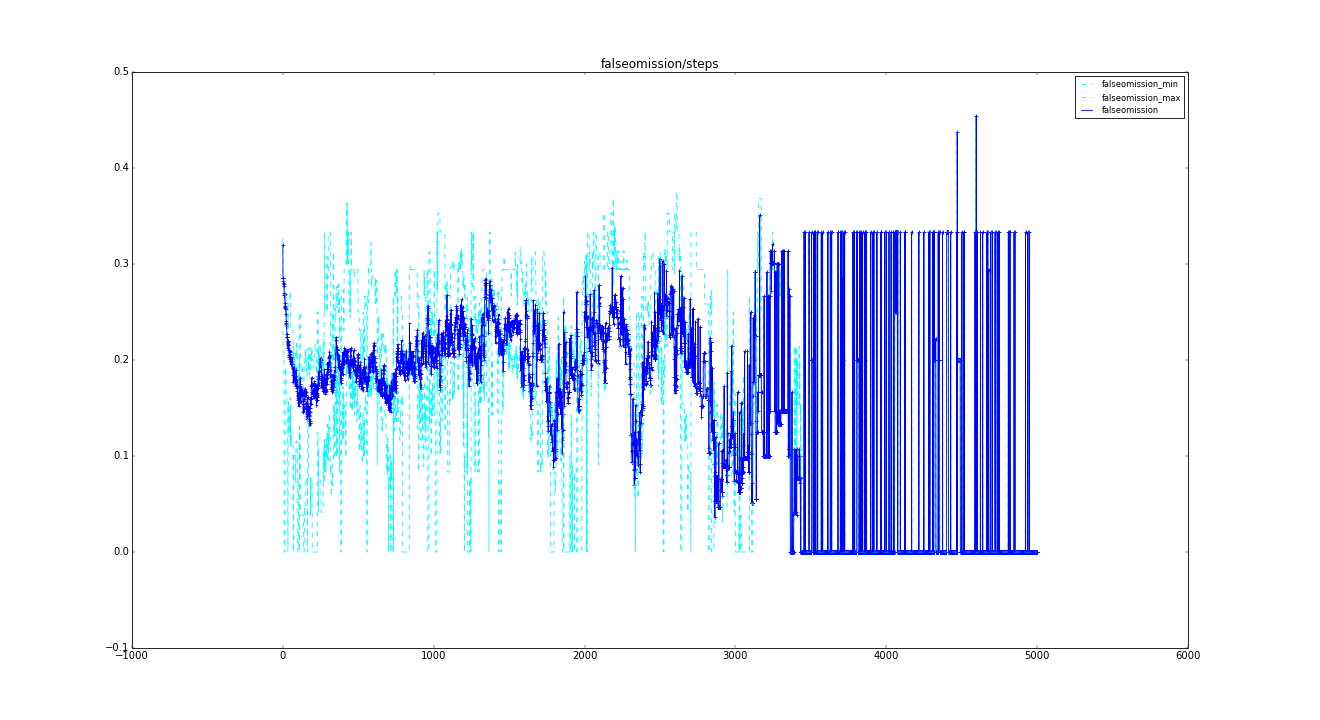 falseomission/steps
0.5
0.4
0.3
0.2
0.1
0.0
−0.1
−1000 0 1000 2000 3000 4000 5000 6000
falseomission_min
falseomission_max
falseomission